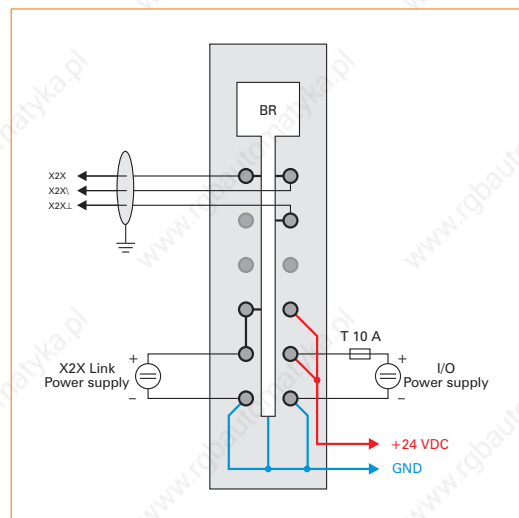 BR
X2X
X2X\
X2X⊥
T 10 A
+
+
X2X Link
Power supply
I/O
Power supply
−
−
+24 VDC
GND
www.rgbautomatyka.pl